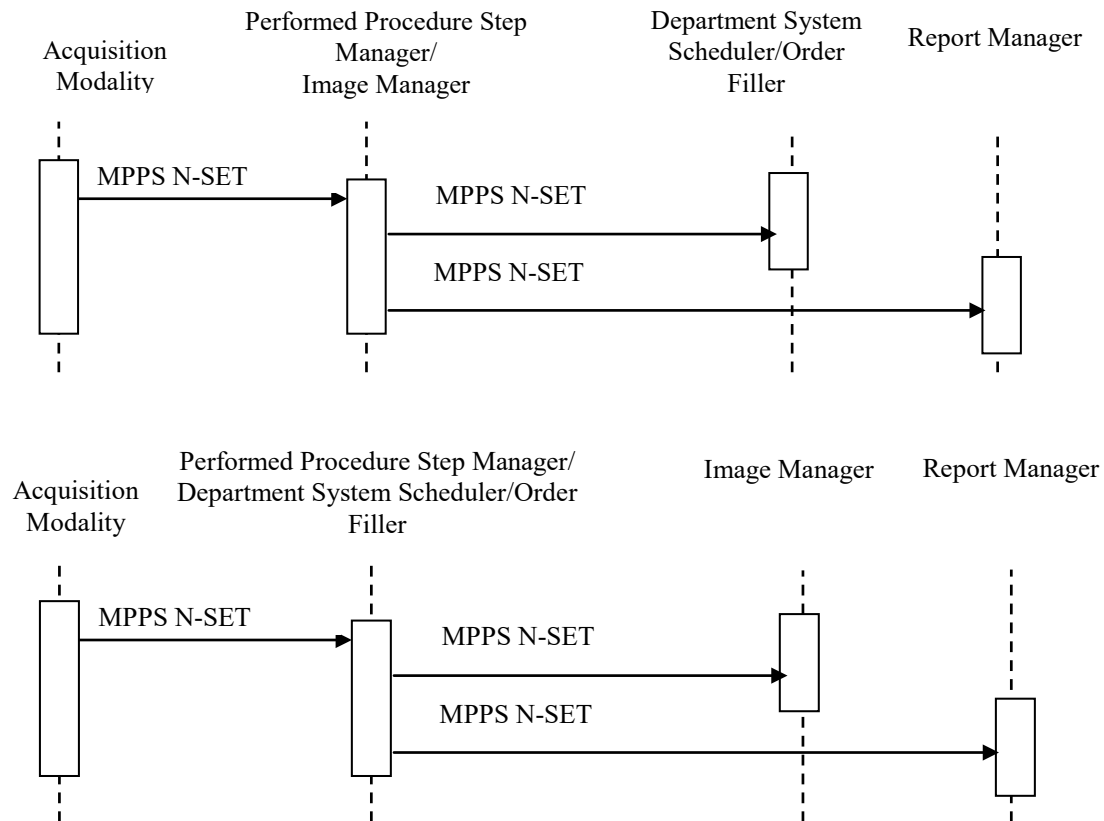 Acquisition
Modality
Performed Procedure Step
Manager/
Image Manager
Department System
Scheduler/Order
Filler
Report Manager
MPPS N-SET
MPPS N-SET
MPPS N-SET
Acquisition
Modality
Performed Procedure Step Manager/
Department System Scheduler/Order
Filler
Image Manager
Report Manager
MPPS N-SET
MPPS N-SET
MPPS N-SET